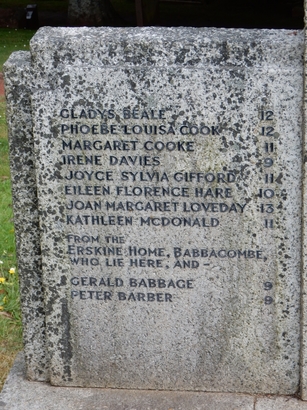 GLADYS BEALE 12
PHOEBE LOUISA COOK 12
MARGARET COOKE 11
IRENE DAVIES 9
JOYCE SYLVIA GIFFORD 11
EILEEN FLORENCE HARE 10
JOAN MARGARET LOVEDAY 13
KATHLEEN MCDONALD 11
FROM THE
ERSKINE HOME, BABBACOMBE,
WHO LIE HERE, AND -
GERALD BABBAGE 9
PETER BARBER 9